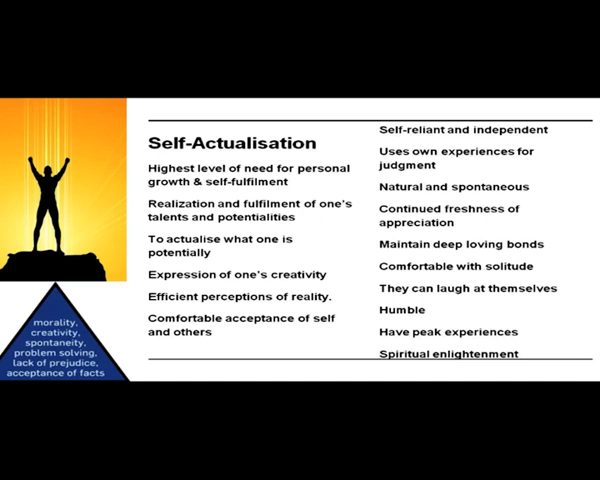 Self-Actualisation
Highest level of need for personal
growth & self-fulfilment
Realization and fulfilment of one's
talents and potentialities
To actualise what one is
potentially
Expression of one's creativity
Efficient perceptions of reality.
Comfortable acceptance of self
and others
Self-reliant and independent
Uses own experiences for
judgment
Natural and spontaneous
Continued freshness of
appreciation
Maintain deep loving bonds
Comfortable with solitude
They can laugh at themselves
Humble
Have peak experiences
Spiritual enlightenment
morality,
creativity,
spontaneity,
problem solving,
lack of prejudice,
acceptance of facts